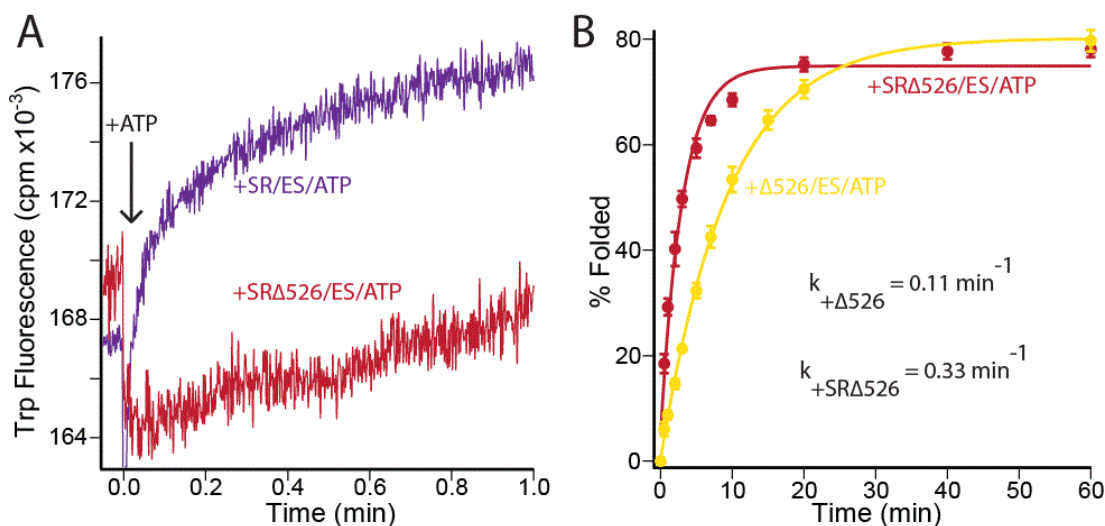 A
Trp Fluorescence (cpm x10⁻³)
176
172
168
164
+ATP
+SR/ES/ATP
+SRΔ526/ES/ATP
0.0 0.2 0.4 0.6 0.8 1.0
Time (min)
B
% Folded
80
60
40
20
0
+SRΔ526/ES/ATP
+Δ526/ES/ATP
k+Δ526 = 0.11 min⁻¹
k+SRΔ526 = 0.33 min⁻¹
0 10 20 30 40 50 60
Time (min)